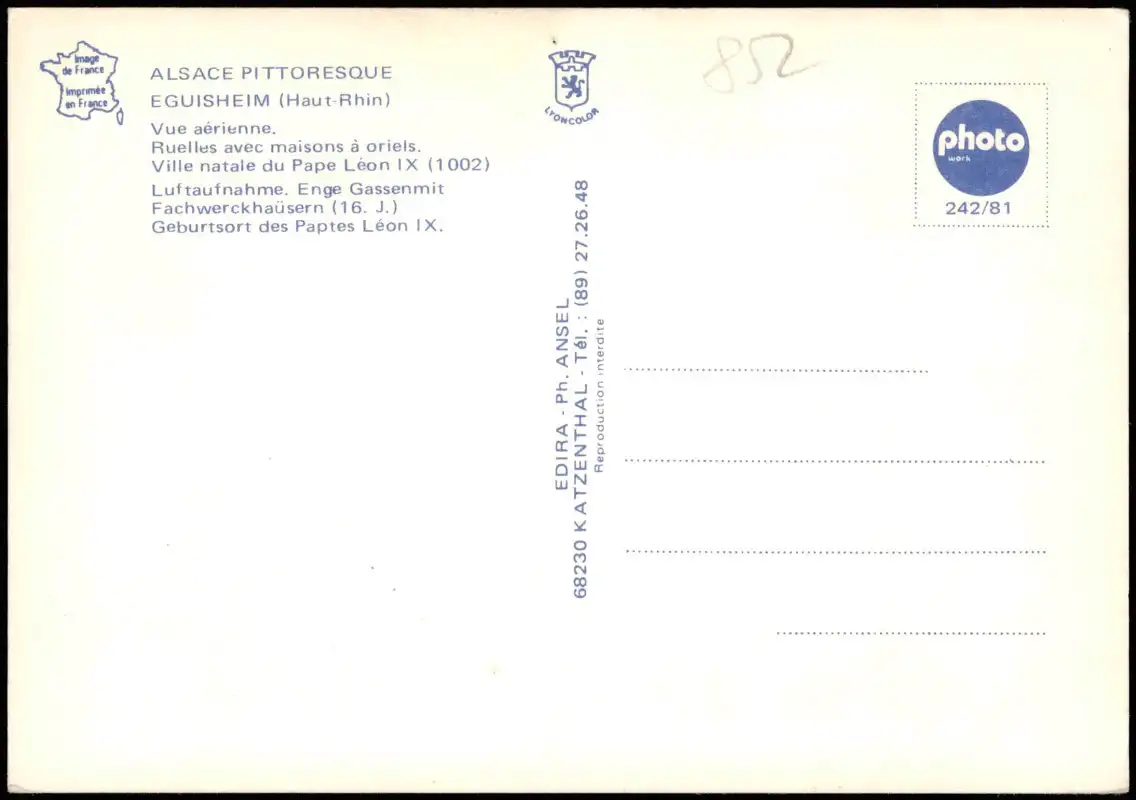 Image
de France
Imprimée
en France
ALSACE PITTORESQUE
EGUISHEIM (Haut-Rhin)
Vue aérienne.
Ruelles avec maisons à oriels.
Ville natale du Pape Léon IX (1002)
Luftaufnahme. Enge Gassenmit
Fachwerckhaüsern (16. J.)
Geburtsort des Paptes Léon IX.
LYONCOLOR
852
photo
work
242/81
EDIRA - Ph. ANSEL
68230 KATZENTHAL - Tél. : (89) 27.26.48
Reproduction interdite